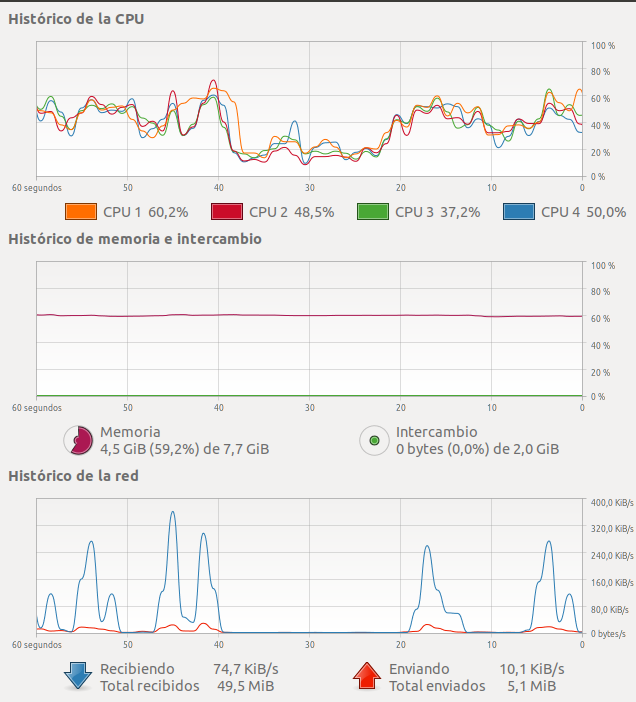 Histórico de la CPU
100 %
80 %
60 %
40 %
20 %
0 %
60 segundos 50 40 30 20 10 0
CPU 1 60,2% CPU 2 48,5% CPU 3 37,2% CPU 4 50,0%
Histórico de memoria e intercambio
100 %
80 %
60 %
40 %
20 %
0 %
60 segundos 50 40 30 20 10 0
Memoria Intercambio
4,5 GiB (59,2%) de 7,7 GiB 0 bytes (0,0%) de 2,0 GiB
Histórico de la red
400,0 KiB/s
320,0 KiB/s
240,0 KiB/s
160,0 KiB/s
80,0 KiB/s
0 bytes/s
60 segundos 50 40 30 20 10 0
Recibiendo 74,7 KiB/s Enviando 10,1 KiB/s
Total recibidos 49,5 MiB Total enviados 5,1 MiB